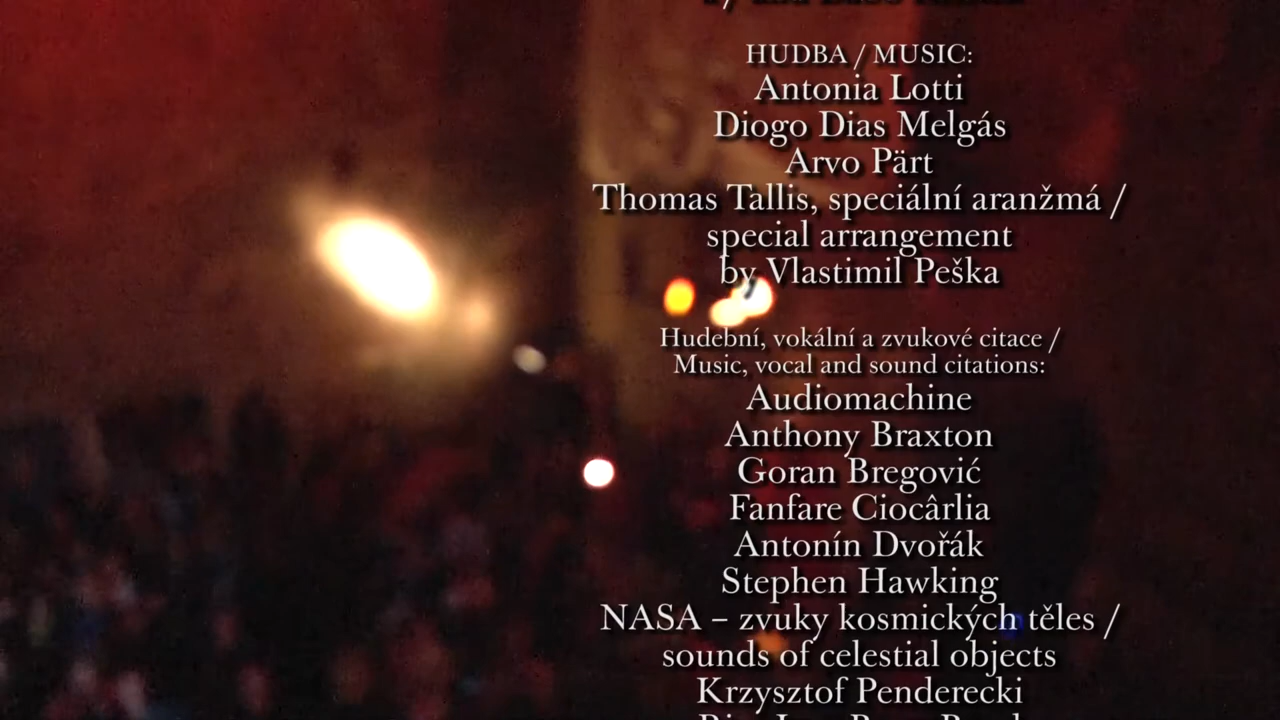 HUDBA / MUSIC:
Antonia Lotti
Diogo Dias Melgás
Arvo Pärt
Thomas Tallis, speciální aranžmá /
special arrangement
by Vlastimil Peška
Hudební, vokální a zvukové citace /
Music, vocal and sound citations:
Audiomachine
Anthony Braxton
Goran Bregović
Fanfare Ciocârlia
Antonín Dvořák
Stephen Hawking
NASA – zvuky kosmických těles /
sounds of celestial objects
Krzysztof Penderecki